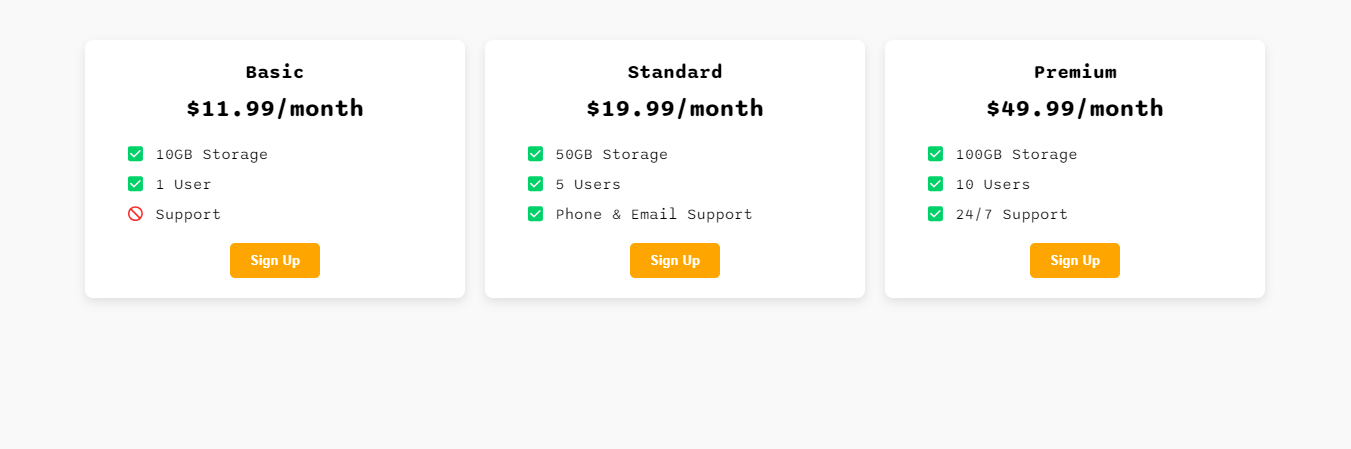 Basic
$11.99/month
10GB Storage
1 User
Support
Sign Up
Standard
$19.99/month
50GB Storage
5 Users
Phone & Email Support
Sign Up
Premium
$49.99/month
100GB Storage
10 Users
24/7 Support
Sign Up